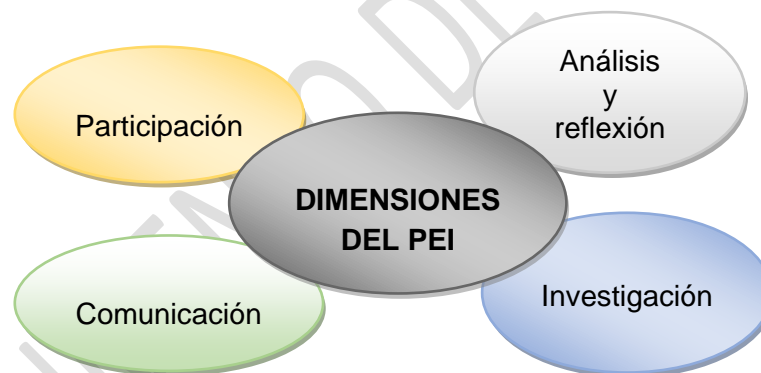 Participación
Análisis
y
reflexión
DIMENSIONES
DEL PEI
Comunicación
Investigación